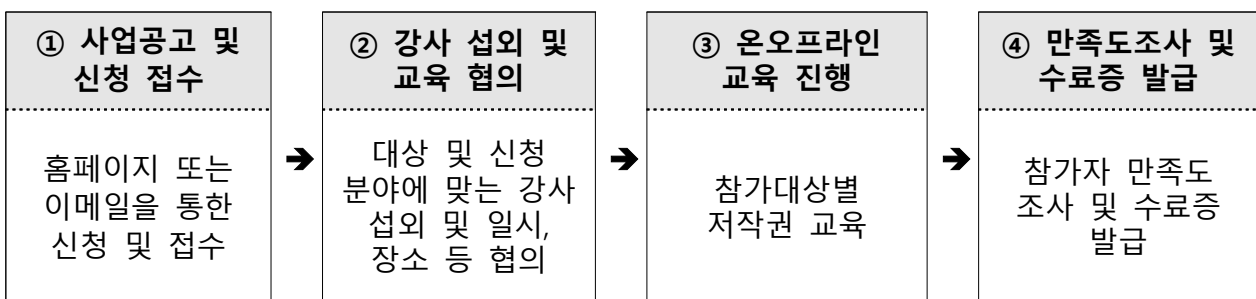 ① 사업공고 및
신청 접수
홈페이지 또는
이메일을 통한
신청 및 접수
➔
② 강사 섭외 및
교육 협의
대상 및 신청
분야에 맞는 강사
섭외 및 일시,
장소 등 협의
➔
③ 온오프라인
교육 진행
참가대상별
저작권 교육
➔
④ 만족도조사 및
수료증 발급
참가자 만족도
조사 및 수료증
발급